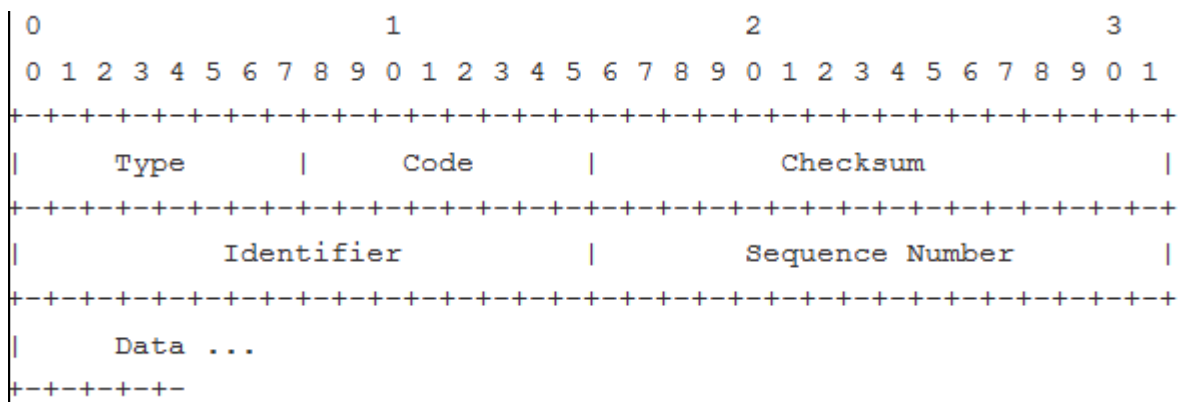 0                   1                   2                   3
0 1 2 3 4 5 6 7 8 9 0 1 2 3 4 5 6 7 8 9 0 1 2 3 4 5 6 7 8 9 0 1
+-+-+-+-+-+-+-+-+-+-+-+-+-+-+-+-+-+-+-+-+-+-+-+-+-+-+-+-+-+-+-+-+
|     Type      |     Code      |          Checksum             |
+-+-+-+-+-+-+-+-+-+-+-+-+-+-+-+-+-+-+-+-+-+-+-+-+-+-+-+-+-+-+-+-+
|           Identifier          |        Sequence Number        |
+-+-+-+-+-+-+-+-+-+-+-+-+-+-+-+-+-+-+-+-+-+-+-+-+-+-+-+-+-+-+-+-+
|     Data ...
+-+-+-+-+-